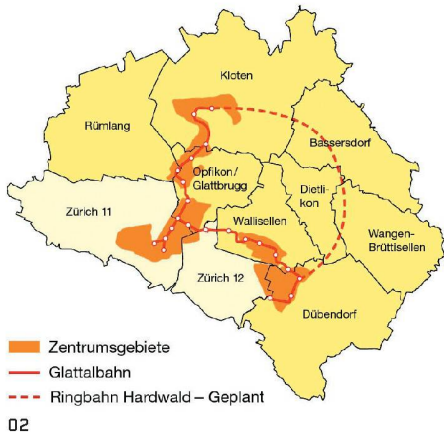 Kloten
Rümlang
Bassersdorf
Opfikon/
Glattbrugg
Dietli-
kon
Zürich 11
Wallisellen
Wangen-
Brüttisellen
Zürich 12
Dübendorf
Zentrumsgebiete
Glattalbahn
Ringbahn Hardwald – Geplant
02